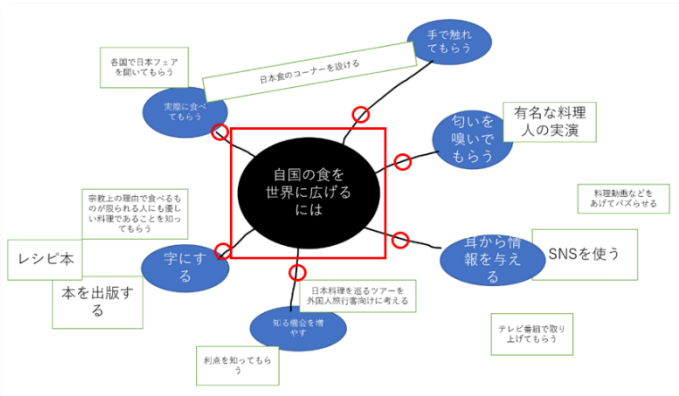 手で触れ
てもらう
各国で日本フェア
を開いてもらう
日本食のコーナーを設ける
実際に食べ
てもらう
匂いを
嗅いで
もらう
有名な料理
人の実演
自国の食を
世界に広げる
には
宗教上の理由で食べるも
のが限られる人にも優し
い料理であることを知っ
てもらう
料理動画などを
あげてバズらせる
レシピ本
字にす
る
耳から情
報を与え
る
SNSを使う
本を出版す
る
日本料理を巡るツアーを
外国人旅行客向けに考える
知る機会を増
やす
テレビ番組で取り
上げてもらう
利点を知ってもら
う